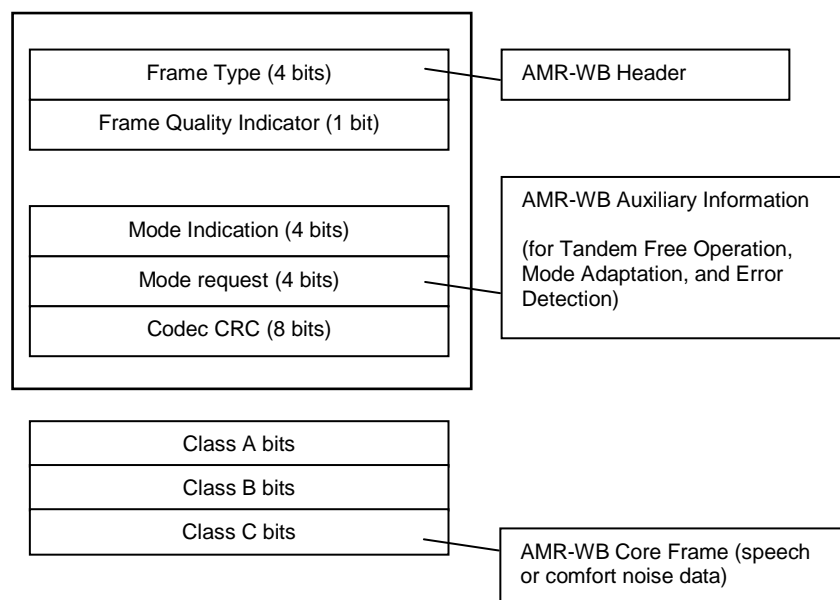 Frame Type (4 bits)
AMR-WB Header
Frame Quality Indicator (1 bit)
AMR-WB Auxiliary Information
(for Tandem Free Operation,
Mode Adaptation, and Error
Detection)
Mode Indication (4 bits)
Mode request (4 bits)
Codec CRC (8 bits)
Class A bits
Class B bits
Class C bits
AMR-WB Core Frame (speech
or comfort noise data)